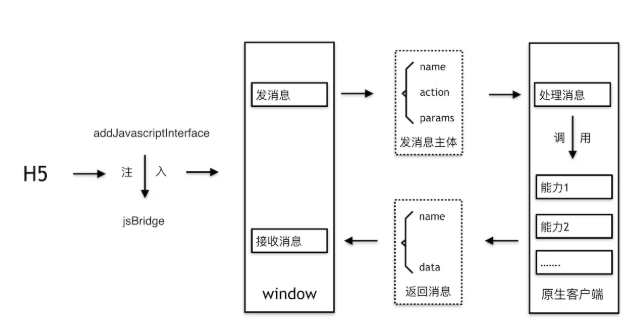 H5
addJavascriptInterface
注 入
jsBridge
发消息
接收消息
window
name
action
params
发消息主体
name
data
返回消息
处理消息
调 用
能力1
能力2
.......
原生客户端